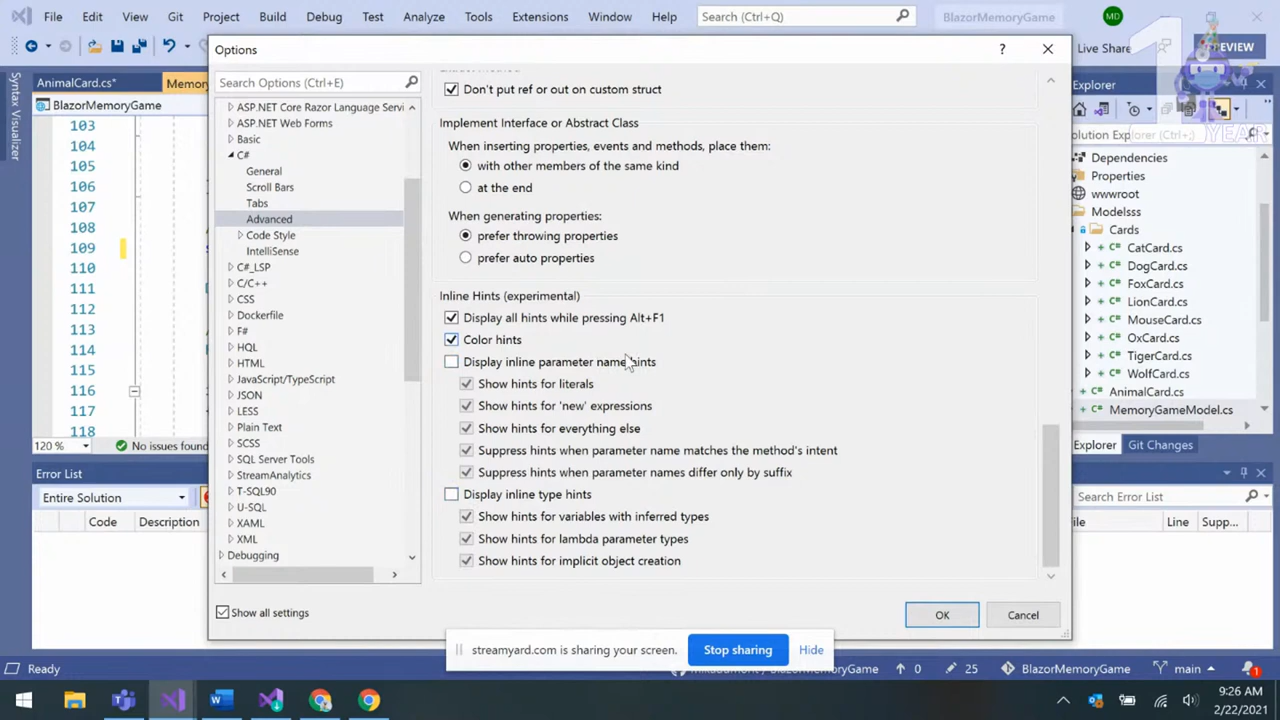 File Edit View Git Project Build Debug Test Analyze Tools Extensions Window Help Search (Ctrl+Q) BlazorMemoryGame MD
Live Share PREVIEW
1 YEAR
Options
AnimalCard.cs* Memory
BlazorMemoryGame
Syntax Visualizer
103
104
105
106
107
108
109
110
111
112
113
114
115
116
117
118
120 % No issues found
Search Options (Ctrl+E)
ASP.NET Core Razor Language Servi
ASP.NET Web Forms
Basic
C#
General
Scroll Bars
Tabs
Advanced
Code Style
IntelliSense
C#_LSP
C/C++
CSS
Dockerfile
F#
HQL
HTML
JavaScript/TypeScript
JSON
LESS
Plain Text
SCSS
SQL Server Tools
StreamAnalytics
T-SQL90
U-SQL
XAML
XML
Debugging
Show all settings
Don't put ref or out on custom struct
Implement Interface or Abstract Class
When inserting properties, events and methods, place them:
with other members of the same kind
at the end
When generating properties:
prefer throwing properties
prefer auto properties
Inline Hints (experimental)
Display all hints while pressing Alt+F1
Color hints
Display inline parameter name hints
Show hints for literals
Show hints for 'new' expressions
Show hints for everything else
Suppress hints when parameter name matches the method's intent
Suppress hints when parameter names differ only by suffix
Display inline type hints
Show hints for variables with inferred types
Show hints for lambda parameter types
Show hints for implicit object creation
OK Cancel
Explorer
olution Explorer (Ctrl+;)
Dependencies
Properties
wwwroot
Modelsss
Cards
CatCard.cs
DogCard.cs
FoxCard.cs
LionCard.cs
MouseCard.cs
OxCard.cs
TigerCard.cs
WolfCard.cs
AnimalCard.cs
MemoryGameModel.cs
Explorer Git Changes
Error List
Entire Solution Search Error List
Code Description Line Supp...
streamyard.com is sharing your screen. Stop sharing Hide
Ready 0 25 BlazorMemoryGame main 1
9:26 AM
2/22/2021